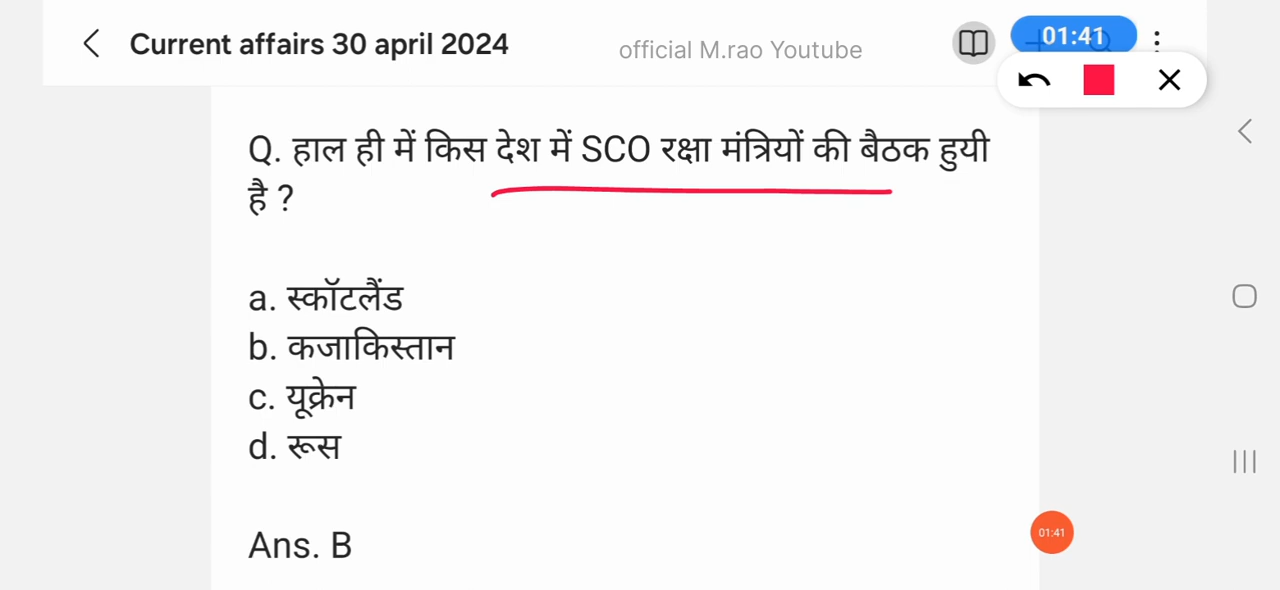 Current affairs 30 april 2024
official M.rao Youtube
01:41
Q. हाल ही में किस देश में SCO रक्षा मंत्रियों की बैठक हुयी
है ?
a. स्कॉटलैंड
b. कजाकिस्तान
c. यूक्रेन
d. रूस
Ans. B
01:41